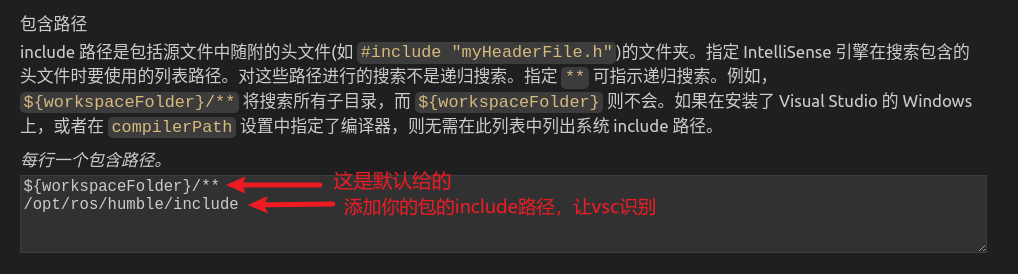 包含路径
include 路径是包括源文件中随附的头文件(如 #include "myHeaderFile.h")的文件夹。指定 IntelliSense 引擎在搜索包含的
头文件时要使用的列表路径。对这些路径进行的搜索不是递归搜索。指定 ** 可指示递归搜索。例如，
${workspaceFolder}/** 将搜索所有子目录，而 ${workspaceFolder} 则不会。如果在安装了 Visual Studio 的 Windows
上，或者在 compilerPath 设置中指定了编译器，则无需在此列表中列出系统 include 路径。
每行一个包含路径。
${workspaceFolder}/** 这是默认给的
/opt/ros/humble/include 添加你的包的include路径，让vsc识别